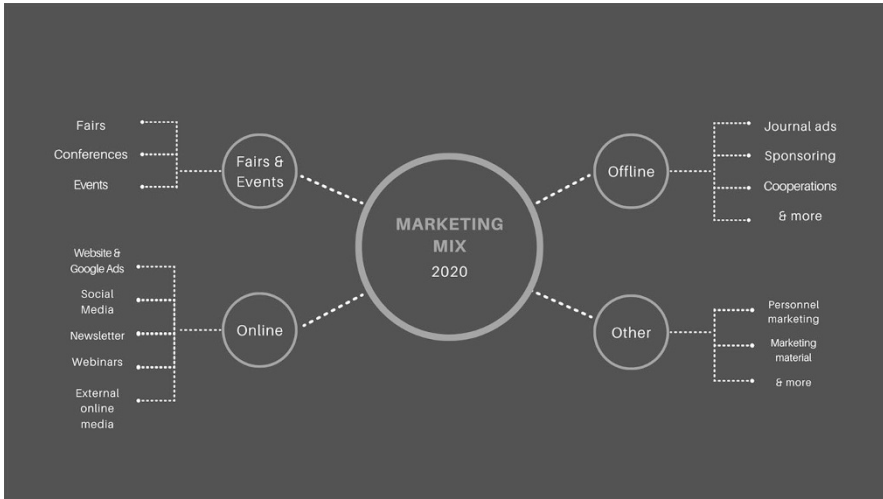 MARKETING
MIX
2020
Fairs &
Events
Fairs
Conferences
Events
Online
Website &
Google Ads
Social
Media
Newsletter
Webinars
External
online
media
Offline
Journal ads
Sponsoring
Cooperations
& more
Other
Personnel
marketing
Marketing
material
& more